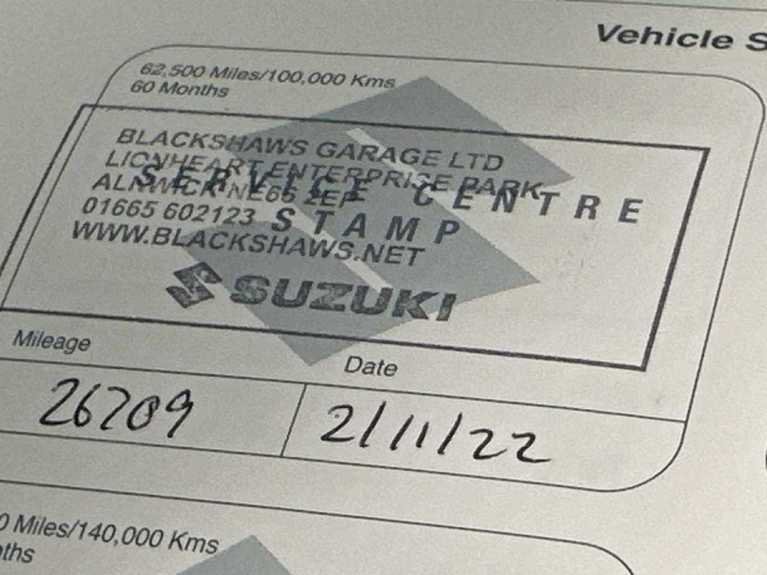 Vehicle S
62,500 Miles/100,000 Kms
60 Months
BLACKSHAWS GARAGE LTD
LIONHEART ENTERPRISE PARK
SERVICE CENTRE
ALNWICK NE66 2EP
01665 602123
STAMP
WWW.BLACKSHAWS.NET
SUZUKI
Mileage
Date
26209
2/11/22
0 Miles/140,000 Kms
ths